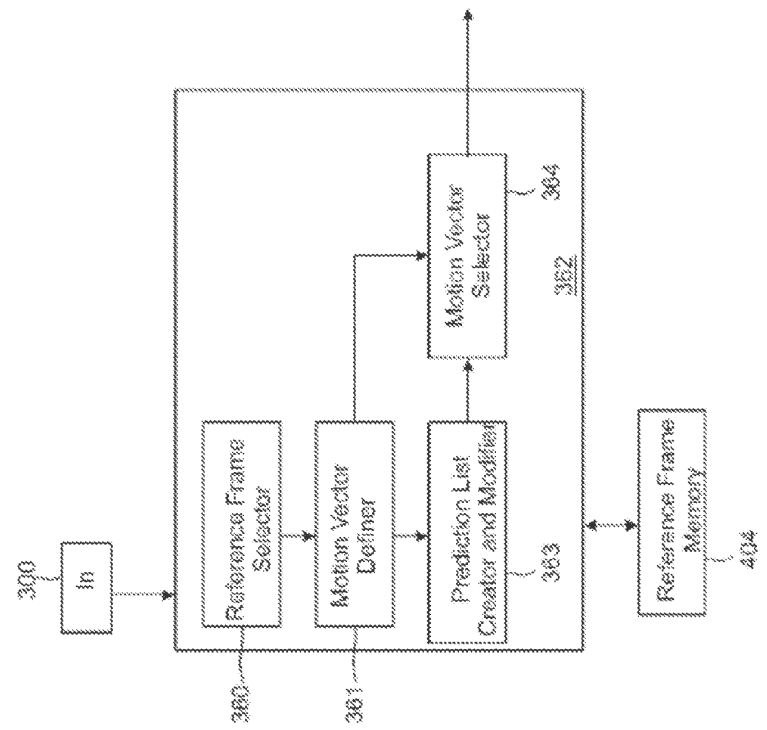 300
In
360
Reference Frame
Selector
361
Motion Vector
Definer
Prediction List
Creator and Modifier
363
Motion Vector
Selector
364
362
Reference Frame
Memory
404